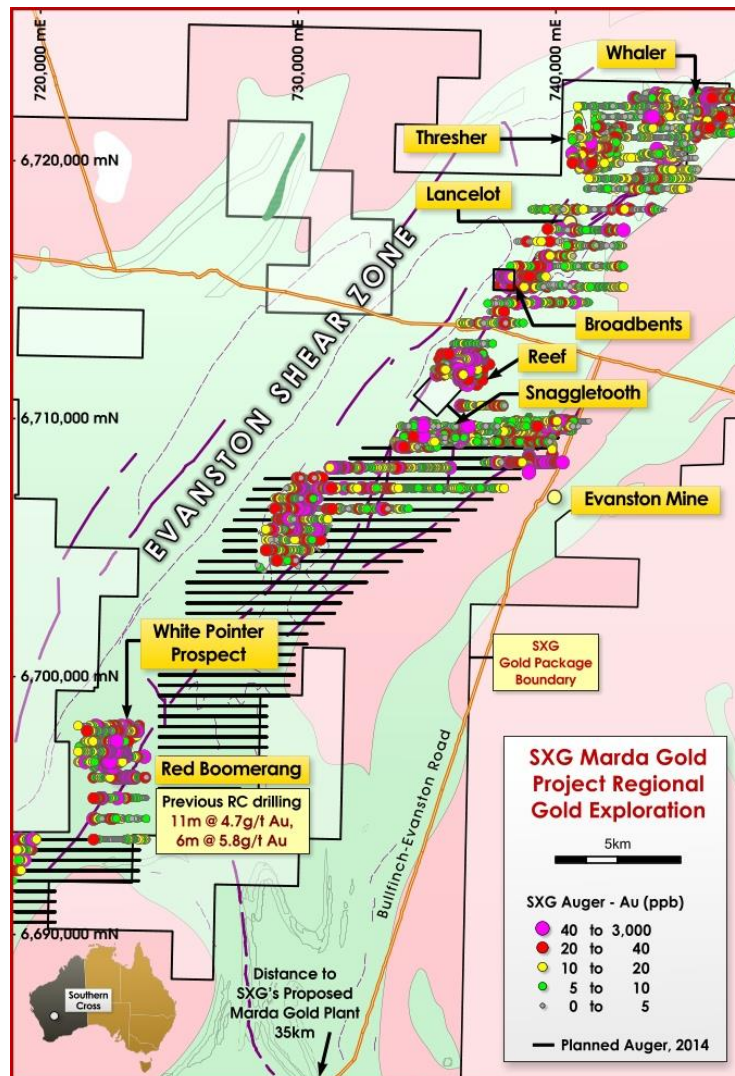 720,000 mE
730,000 mE
740,000 mE
Whaler
6,720,000 mN
Thresher
Lancelot
EVANSTON SHEAR ZONE
Broadbents
Reef
Snaggletooth
6,710,000 mN
Evanston Mine
White Pointer
Prospect
6,700,000 mN
SXG
Gold Package
Boundary
Red Boomerang
Previous RC drilling
11m @ 4.7g/t Au,
6m @ 5.8g/t Au
Bullfinch-Evanston Road
6,690,000 mN
Southern
Cross
Distance to
SXG's Proposed
Marda Gold Plant
35km
SXG Marda Gold
Project Regional
Gold Exploration
5km
SXG Auger - Au (ppb)
40 to 3,000
20 to 40
10 to 20
5 to 10
0 to 5
Planned Auger, 2014